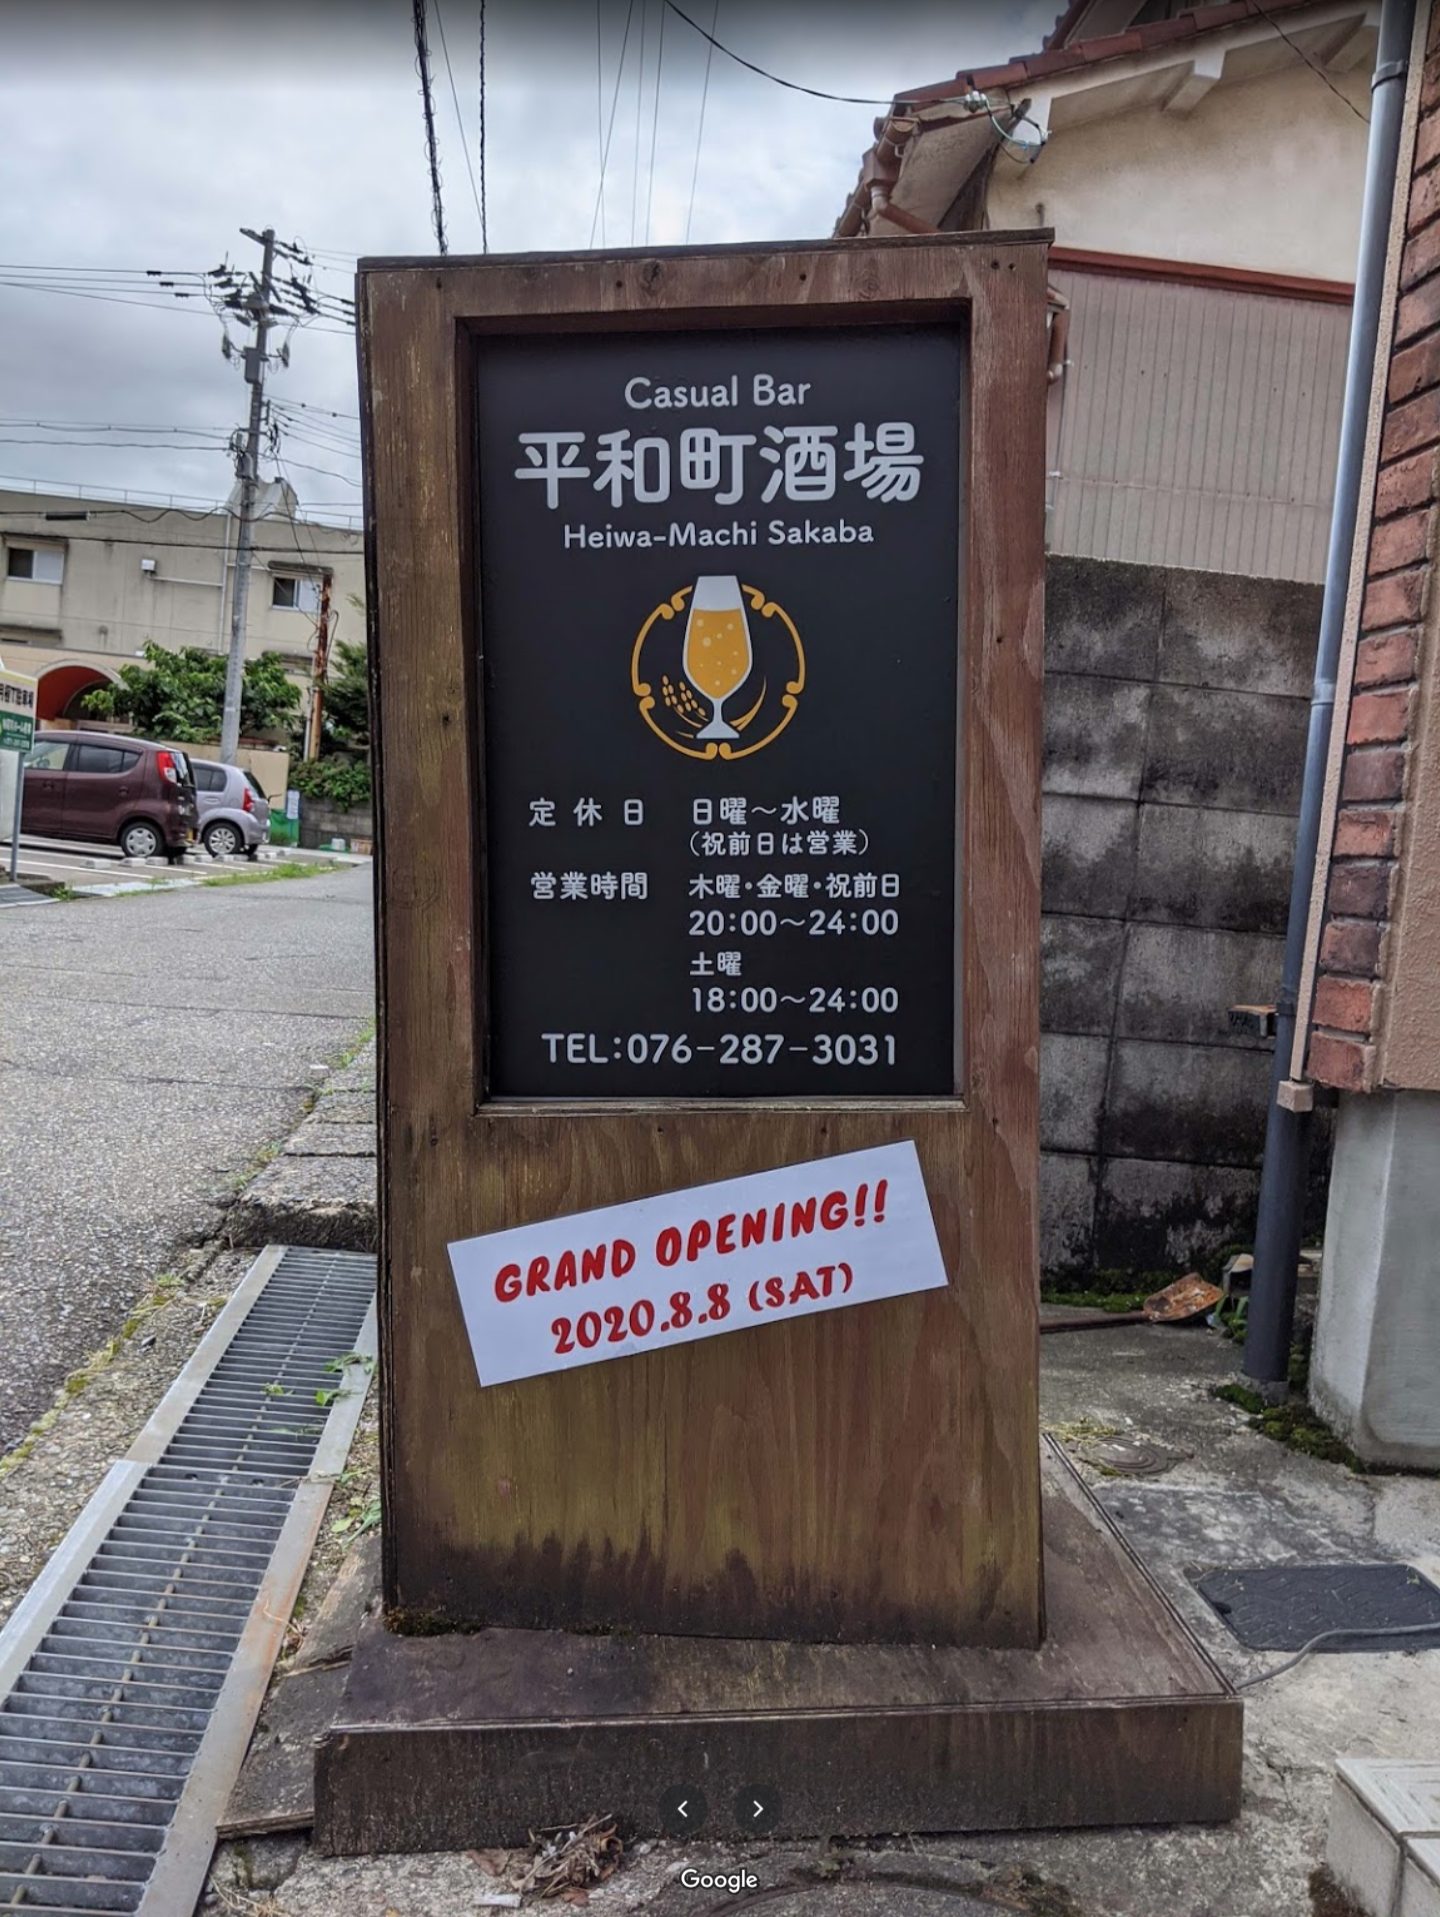 Casual Bar
平和町酒場
Heiwa-Machi Sakaba
定休日 日曜～水曜
(祝前日は営業)
営業時間 木曜・金曜・祝前日
20:00～24:00
土曜
18:00～24:00
TEL:076-287-3031
GRAND OPENING!!
2020.8.8 (SAT)
Google